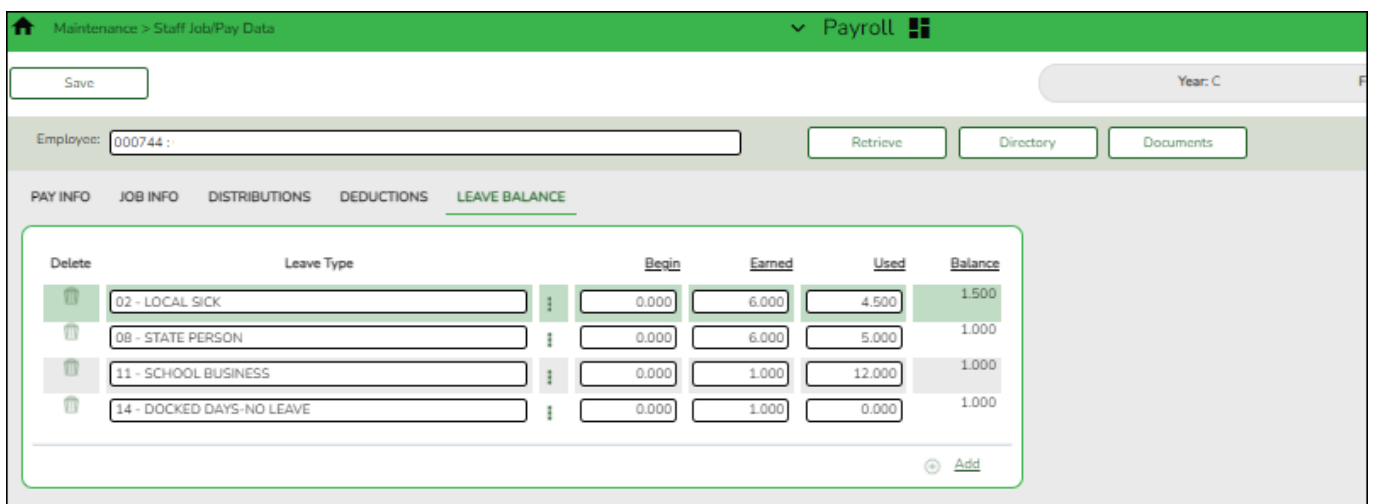 Maintenance > Staff Job/Pay Data
Payroll
Save
Year: C
F
Employee: 000744 :
Retrieve
Directory
Documents
PAY INFO JOB INFO DISTRIBUTIONS DEDUCTIONS LEAVE BALANCE
Delete Leave Type Begin Earned Used Balance
02 - LOCAL SICK 0.000 6.000 4.500 1.500
08 - STATE PERSON 0.000 6.000 5.000 1.000
11 - SCHOOL BUSINESS 0.000 1.000 12.000 1.000
14 - DOCKED DAYS-NO LEAVE 0.000 1.000 0.000 1.000
Add